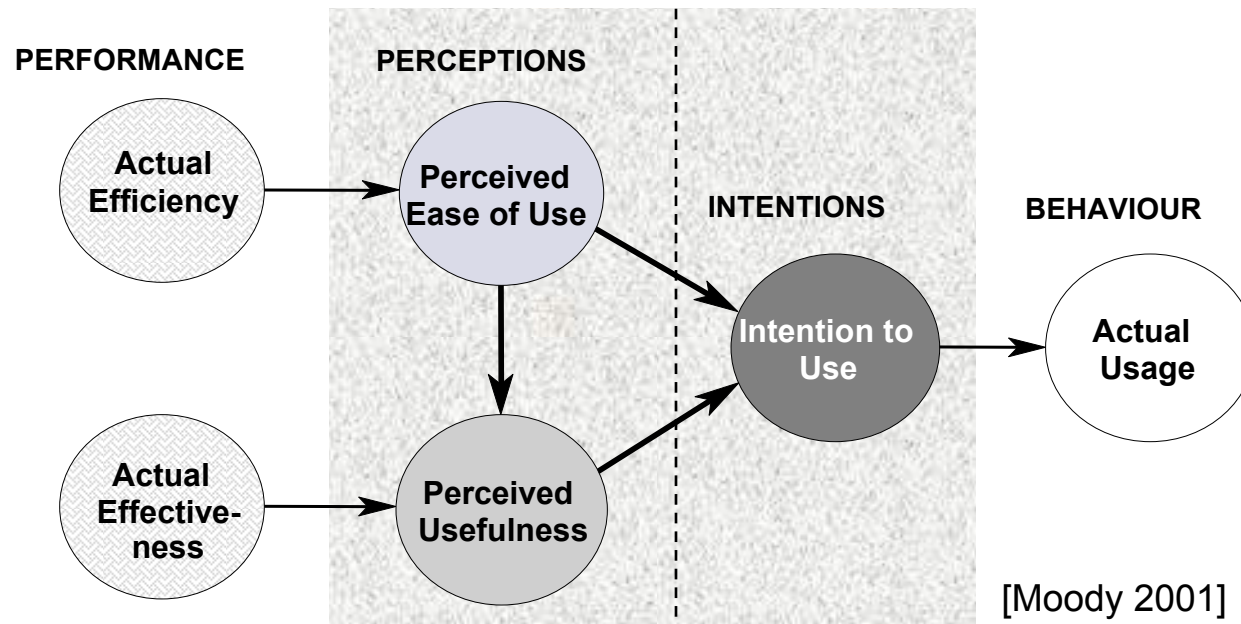 PERFORMANCE
PERCEPTIONS
Actual
Efficiency
Perceived
Ease of Use
INTENTIONS
BEHAVIOUR
Intention to
Use
Actual
Usage
Actual
Effective-
ness
Perceived
Usefulness
[Moody 2001]